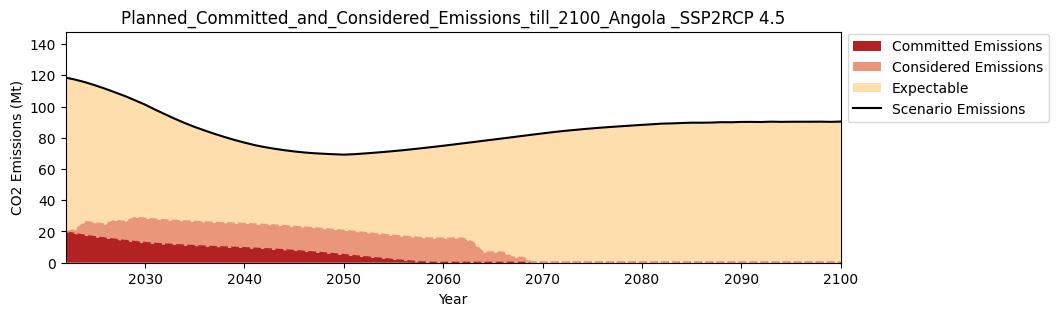 Planned_Committed_and_Considered_Emissions_till_2100_Angola _SSP2RCP 4.5
140
120
100
80
60
40
20
0
CO2 Emissions (Mt)
2030
2040
2050
2060
2070
2080
2090
2100
Year
Committed Emissions
Considered Emissions
Expectable
Scenario Emissions